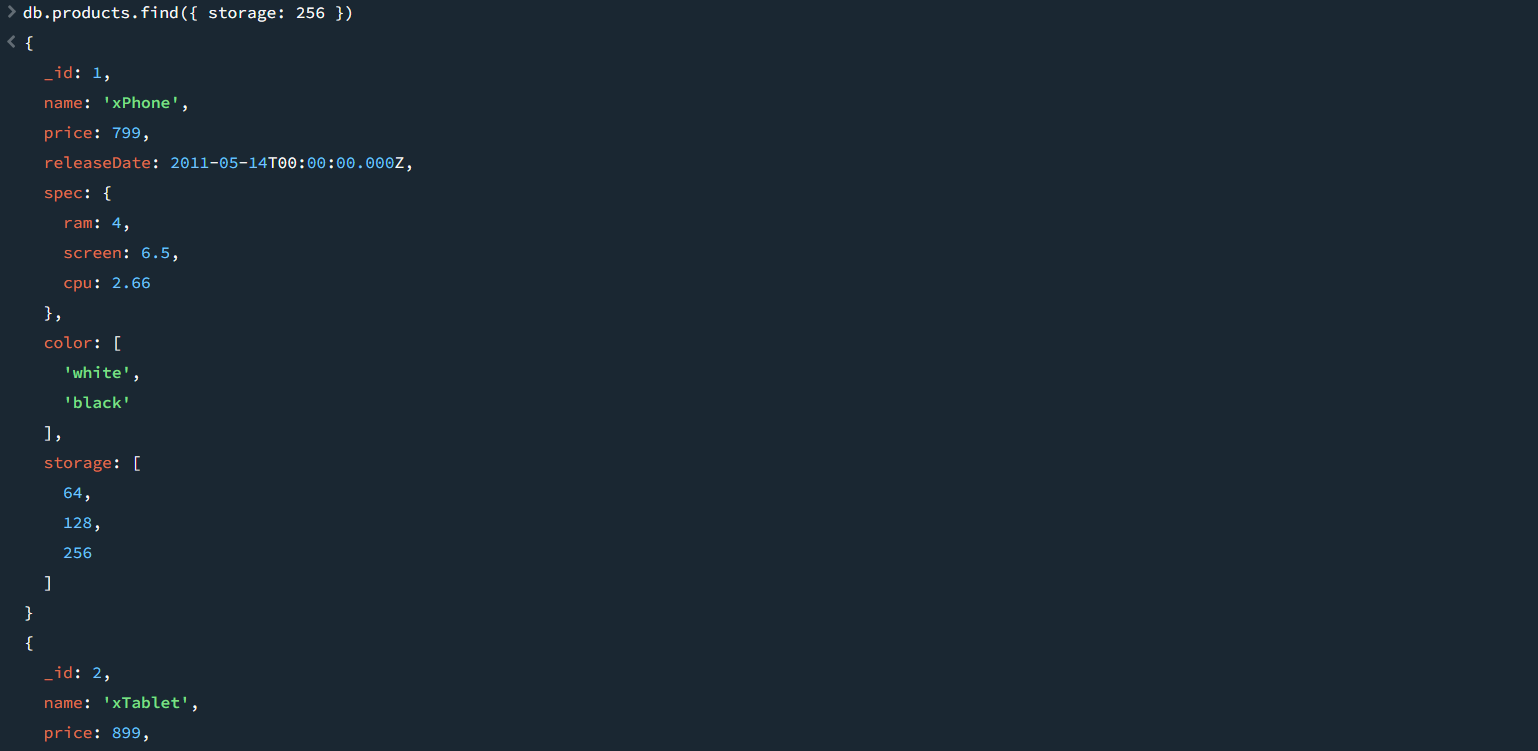 > db.products.find({ storage: 256 })
< {
_id: 1,
name: 'xPhone',
price: 799,
releaseDate: 2011-05-14T00:00:00.000Z,
spec: {
ram: 4,
screen: 6.5,
cpu: 2.66
},
color: [
'white',
'black'
],
storage: [
64,
128,
256
]
}
{
_id: 2,
name: 'xTablet',
price: 899,